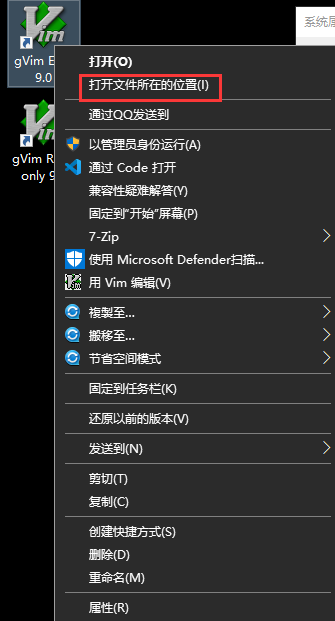 系统属
gVim E
9.0
gVim R
only 9
打开(O)
打开文件所在的位置(I)
通过QQ发送到
以管理员身份运行(A)
通过 Code 打开
兼容性疑难解答(Y)
固定到"开始"屏幕(P)
7-Zip
使用 Microsoft Defender扫描...
用 Vim 编辑(V)
複製至...
搬移至...
节省空间模式
固定到任务栏(K)
还原以前的版本(V)
发送到(N)
剪切(T)
复制(C)
创建快捷方式(S)
删除(D)
重命名(M)
属性(R)